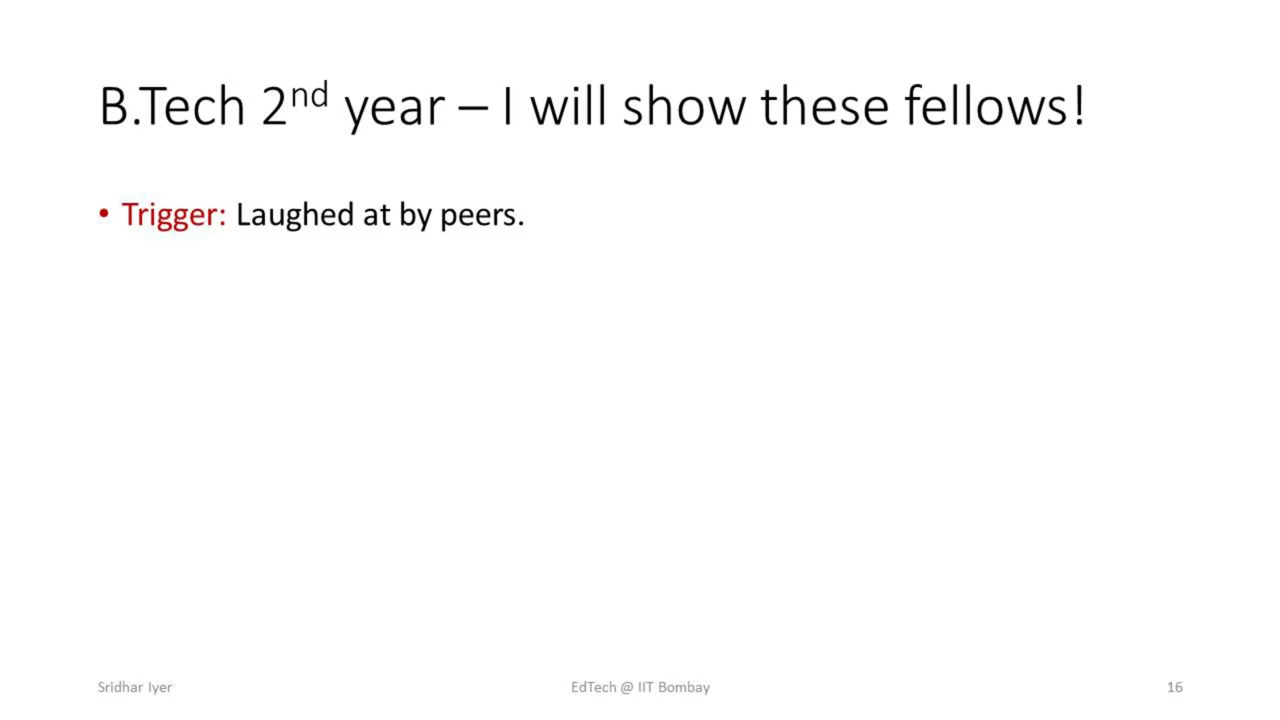 B.Tech 2nd year – I will show these fellows!
• Trigger: Laughed at by peers.
Sridhar Iyer
EdTech @ IIT Bombay
16